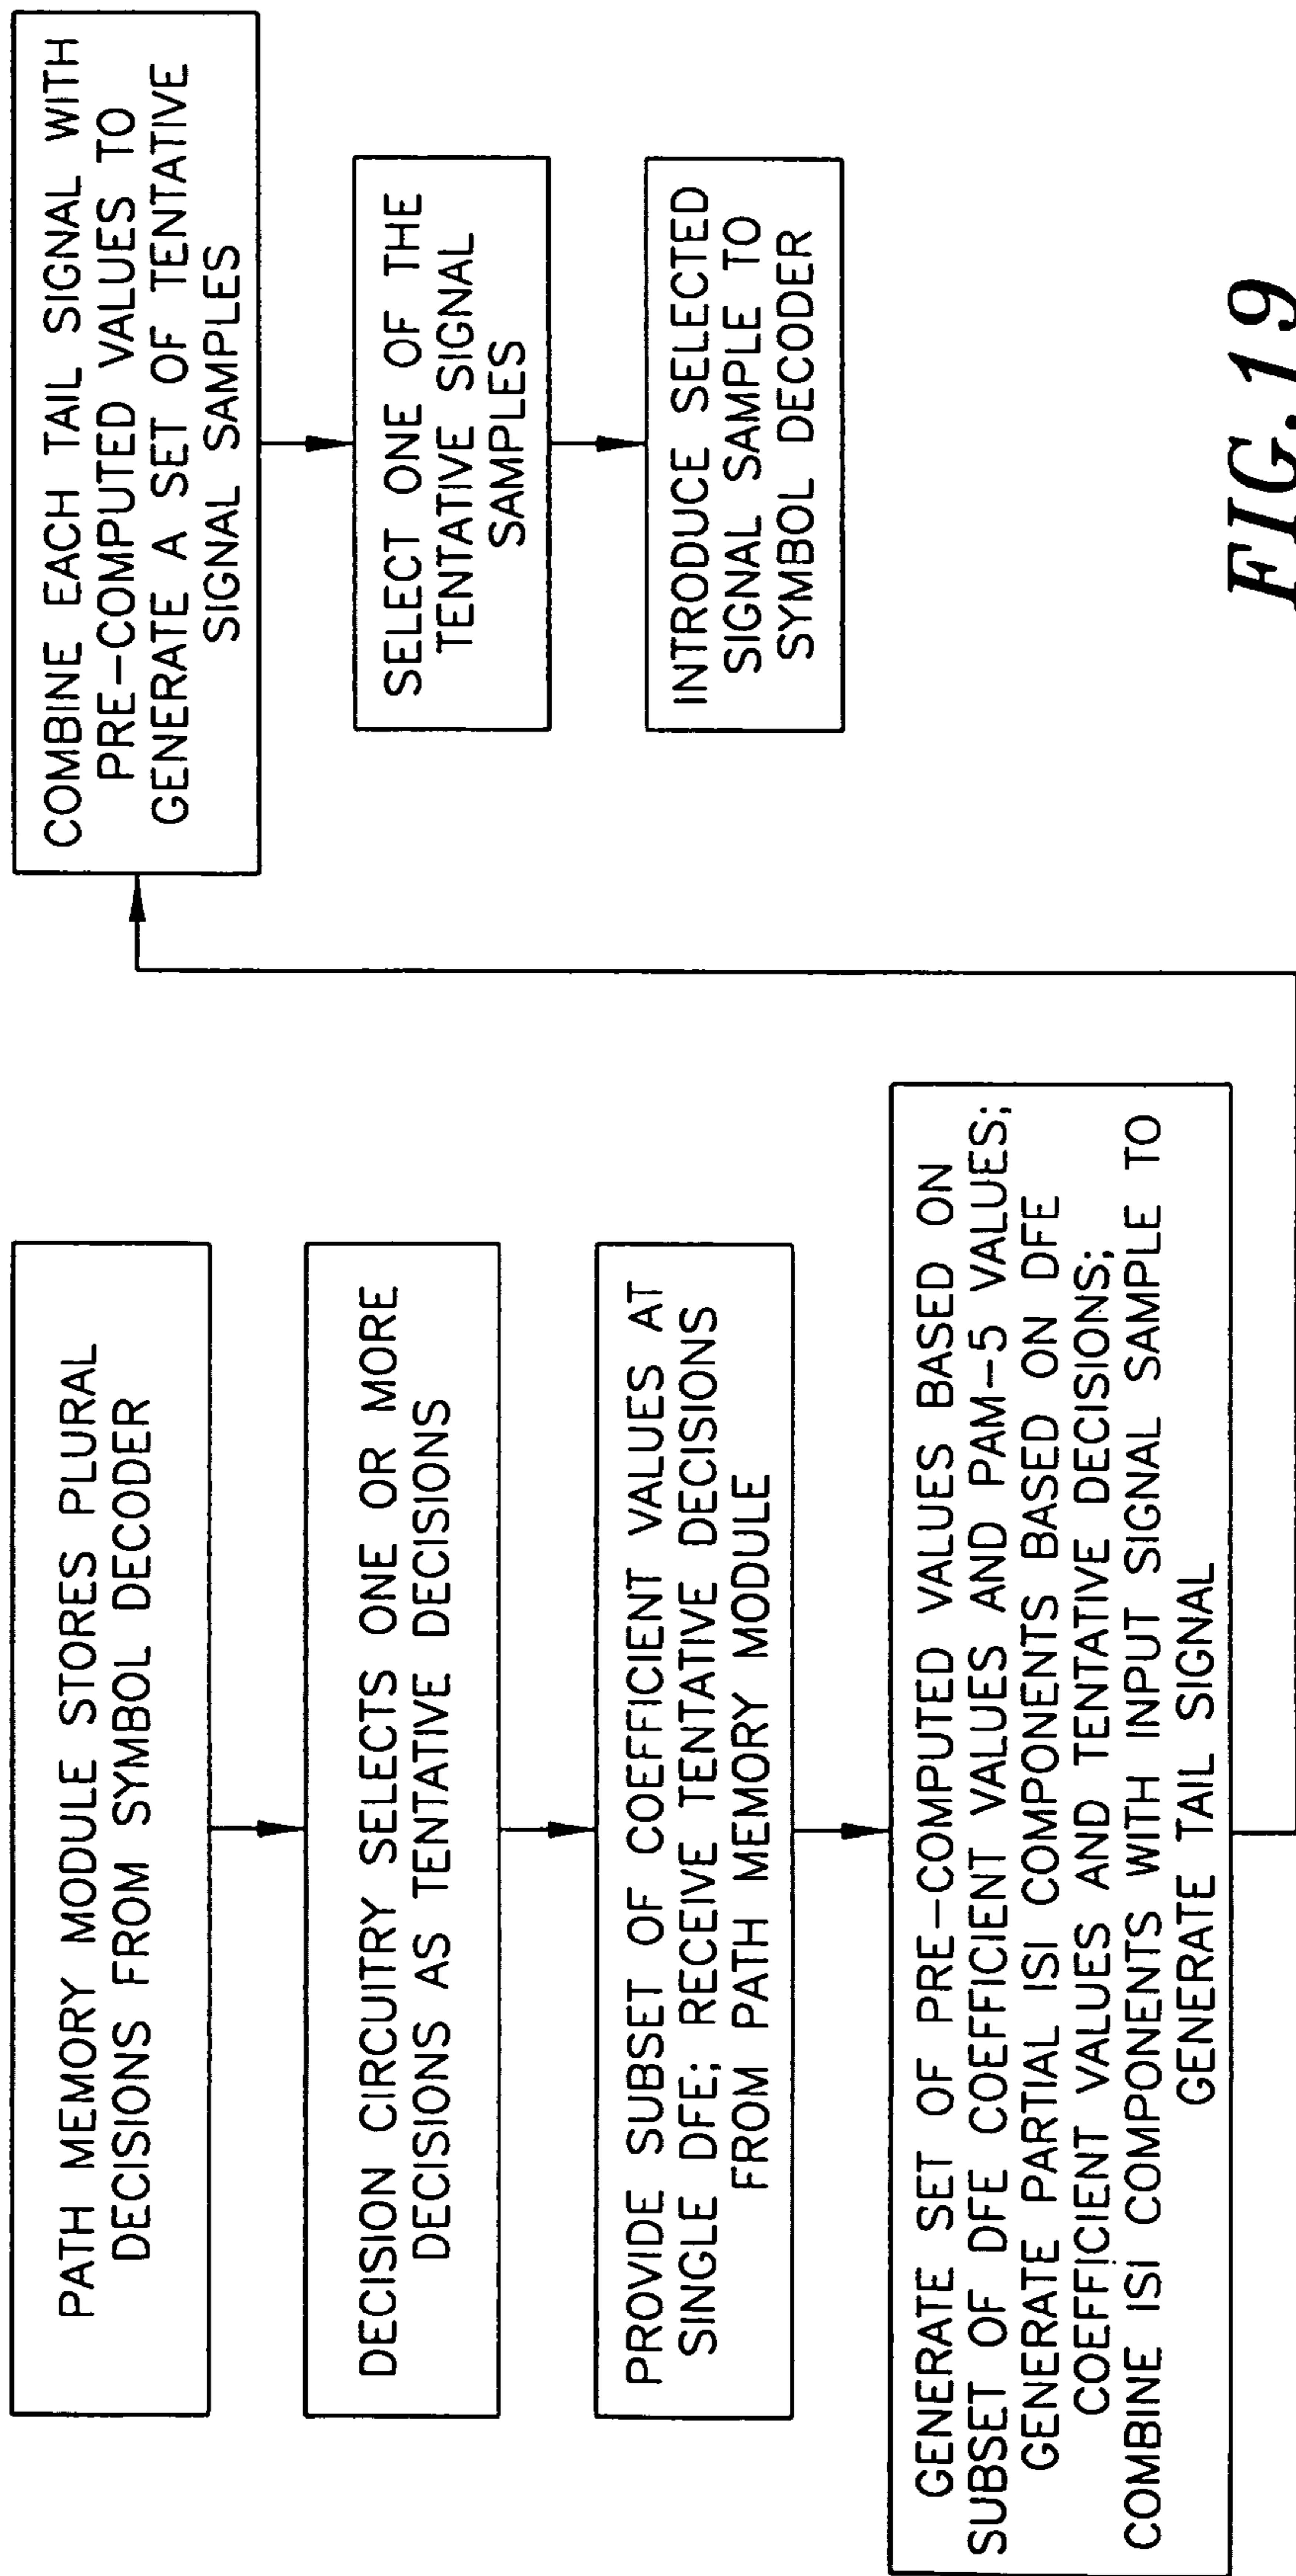 PATH MEMORY MODULE STORES PLURAL
DECISIONS FROM SYMBOL DECODER
DECISION CIRCUITRY SELECTS ONE OR MORE
DECISIONS AS TENTATIVE DECISIONS
PROVIDE SUBSET OF COEFFICIENT VALUES AT
SINGLE DFE; RECEIVE TENTATIVE DECISIONS
FROM PATH MEMORY MODULE
GENERATE SET OF PRE-COMPUTED VALUES BASED ON
SUBSET OF DFE COEFFICIENT VALUES AND PAM-5 VALUES;
GENERATE PARTIAL ISI COMPONENTS BASED ON DFE
COEFFICIENT VALUES AND TENTATIVE DECISIONS;
COMBINE ISI COMPONENTS WITH INPUT SIGNAL SAMPLE TO
GENERATE TAIL SIGNAL
COMBINE EACH TAIL SIGNAL WITH
PRE-COMPUTED VALUES TO
GENERATE A SET OF TENTATIVE
SIGNAL SAMPLES
SELECT ONE OF THE
TENTATIVE SIGNAL
SAMPLES
INTRODUCE SELECTED
SIGNAL SAMPLE TO
SYMBOL DECODER
FIG.19